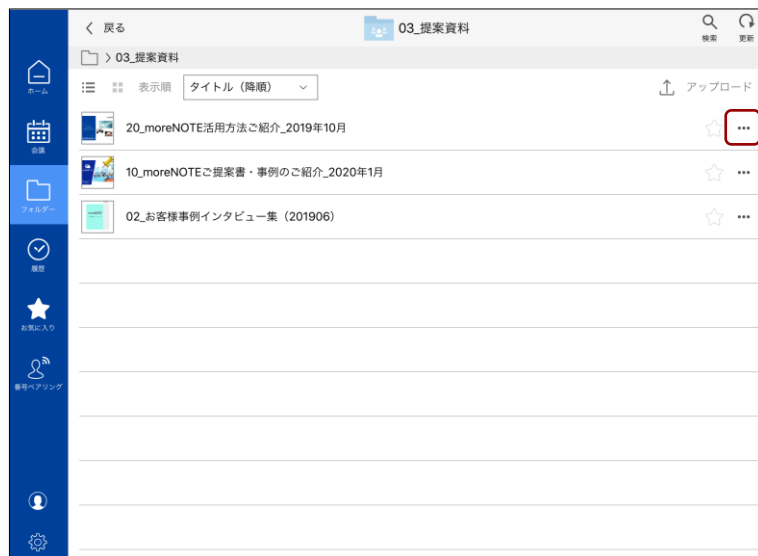 戻る
03_提案資料
検索
更新
03_提案資料
表示順
タイトル（降順）
アップロード
20_moreNOTE活用方法ご紹介_2019年10月
10_moreNOTEご提案書・事例のご紹介_2020年1月
02_お客様事例インタビュー集（201906）
ホーム
会議
フォルダー
履歴
お気に入り
番号ペアリング